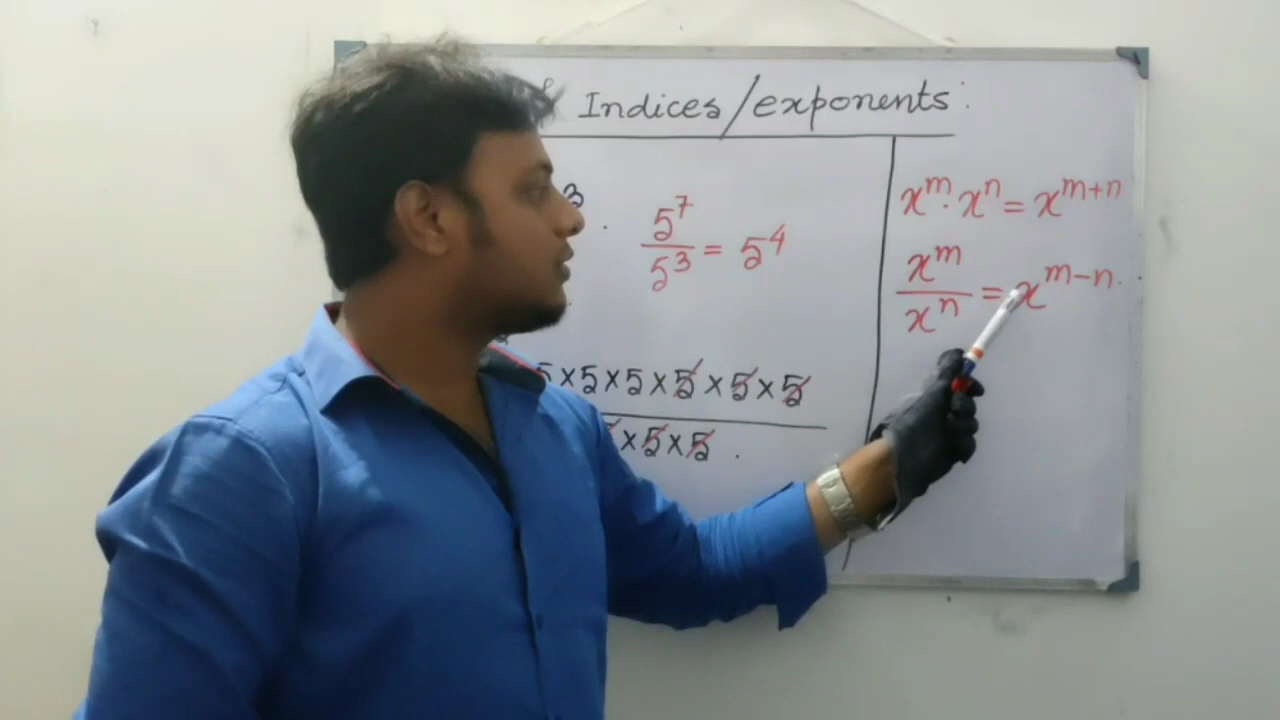 Indices/exponents :
3
5⁷/5³ = 5⁴
5×5×5×5×5×5
×5×5 .
xᵐ · xⁿ = xᵐ⁺ⁿ
xᵐ/xⁿ = xᵐ⁻ⁿ.